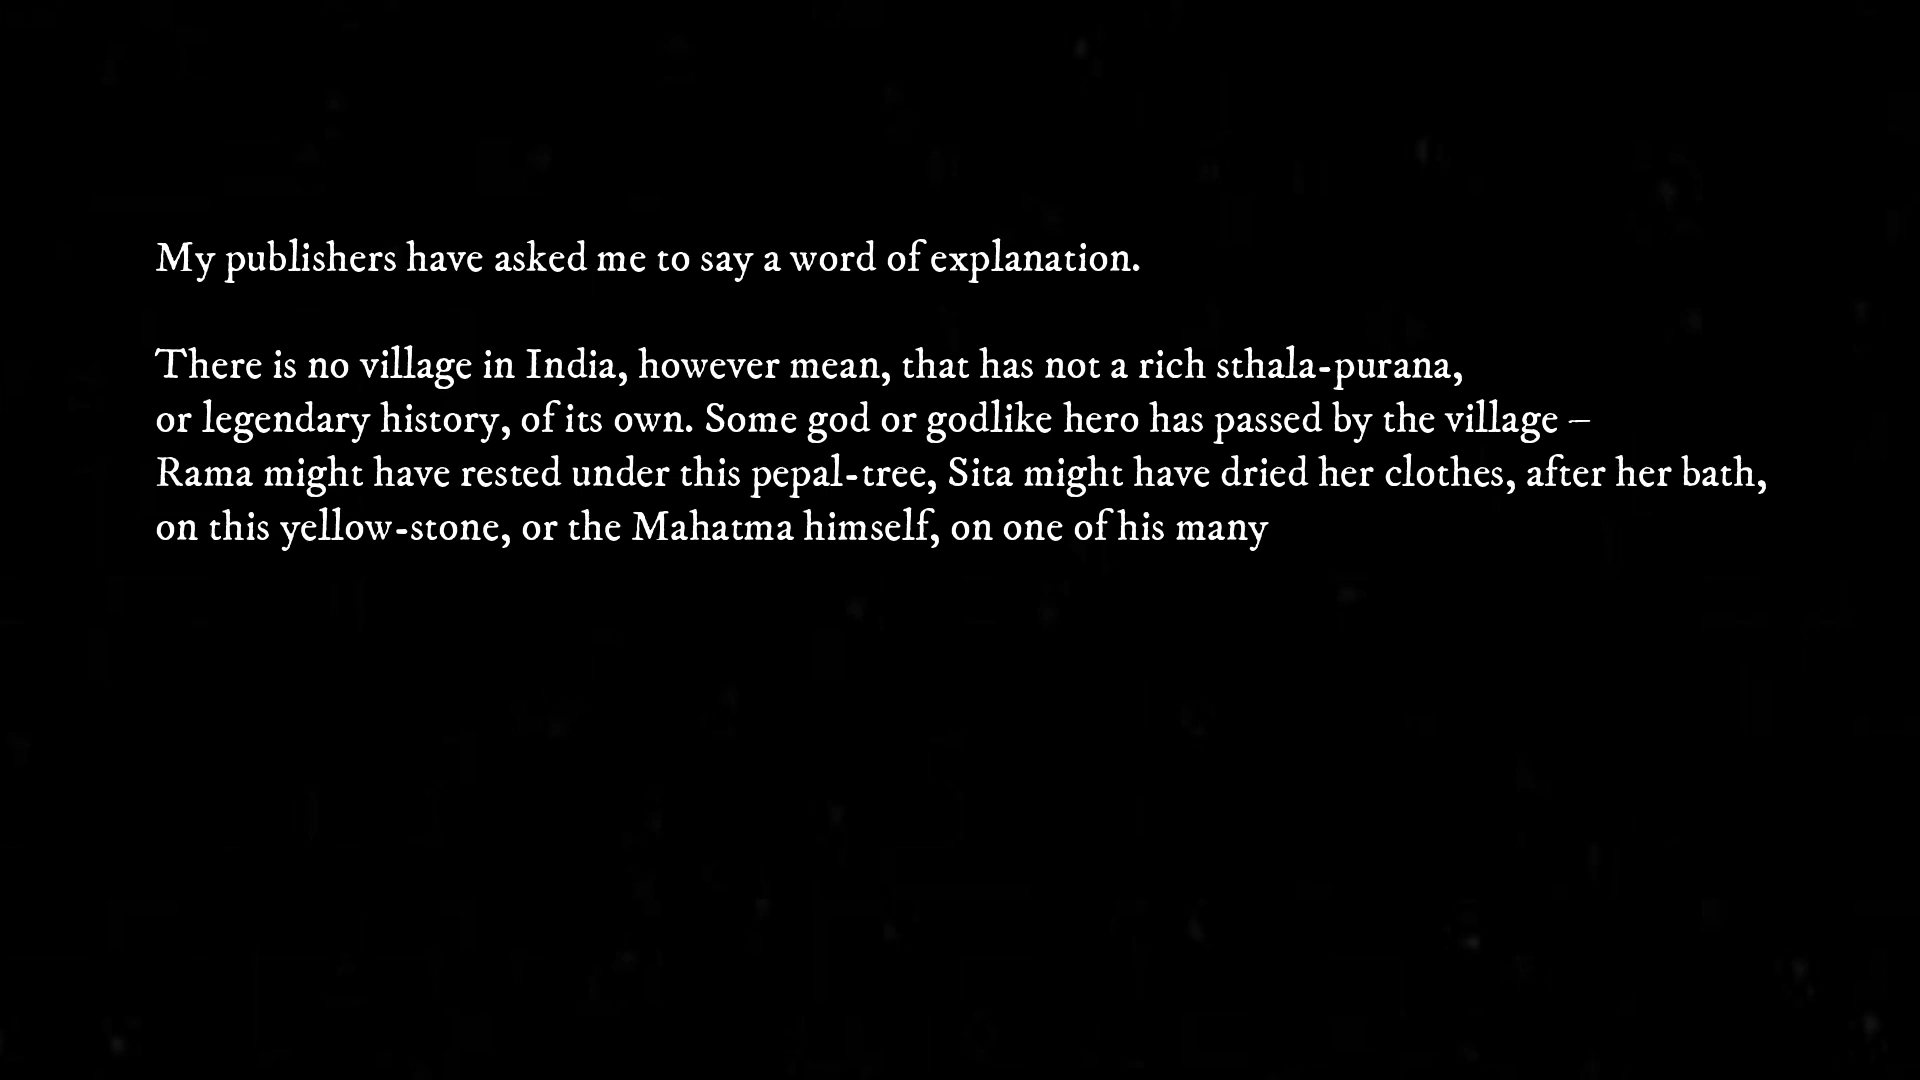 My publishers have asked me to say a word of explanation.
There is no village in India, however mean, that has not a rich sthala-purana,
or legendary history, of its own. Some god or godlike hero has passed by the village –
Rama might have rested under this pepal-tree, Sita might have dried her clothes, after her bath,
on this yellow-stone, or the Mahatma himself, on one of his many